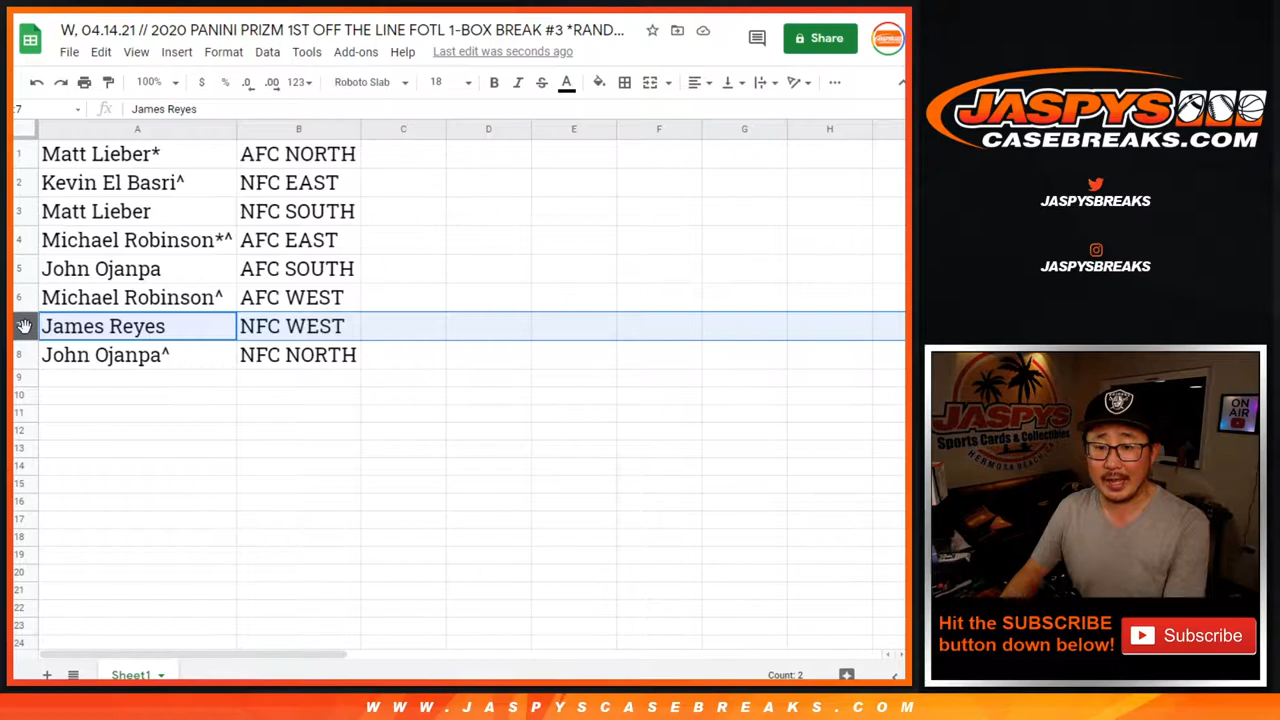 W, 04.14.21 // 2020 PANINI PRIZM 1ST OFF THE LINE FOTL 1-BOX BREAK #3 *RAND...
File Edit View Insert Format Data Tools Add-ons Help Last edit was seconds ago
Share
100% $ % .0 .00 123 Roboto Slab 18 B I S A
:7 fx James Reyes
A B C D E F G H
1 Matt Lieber* AFC NORTH
2 Kevin El Basri^ NFC EAST
3 Matt Lieber NFC SOUTH
4 Michael Robinson*^ AFC EAST
5 John Ojanpa AFC SOUTH
6 Michael Robinson^ AFC WEST
James Reyes NFC WEST
8 John Ojanpa^ NFC NORTH
9
10
11
12
13
14
15
16
17
18
19
20
21
22
23
24
Sheet1
Count: 2
JASPYS
CASEBREAKS.COM
JASPYSBREAKS
JASPYSBREAKS
JASPYS
Sports Cards & Collectibles
HERMOSA BEACH, CA
ON
AIR
Hit the SUBSCRIBE
button down below!
Subscribe
WWW.JASPYSCASEBREAKS.COM